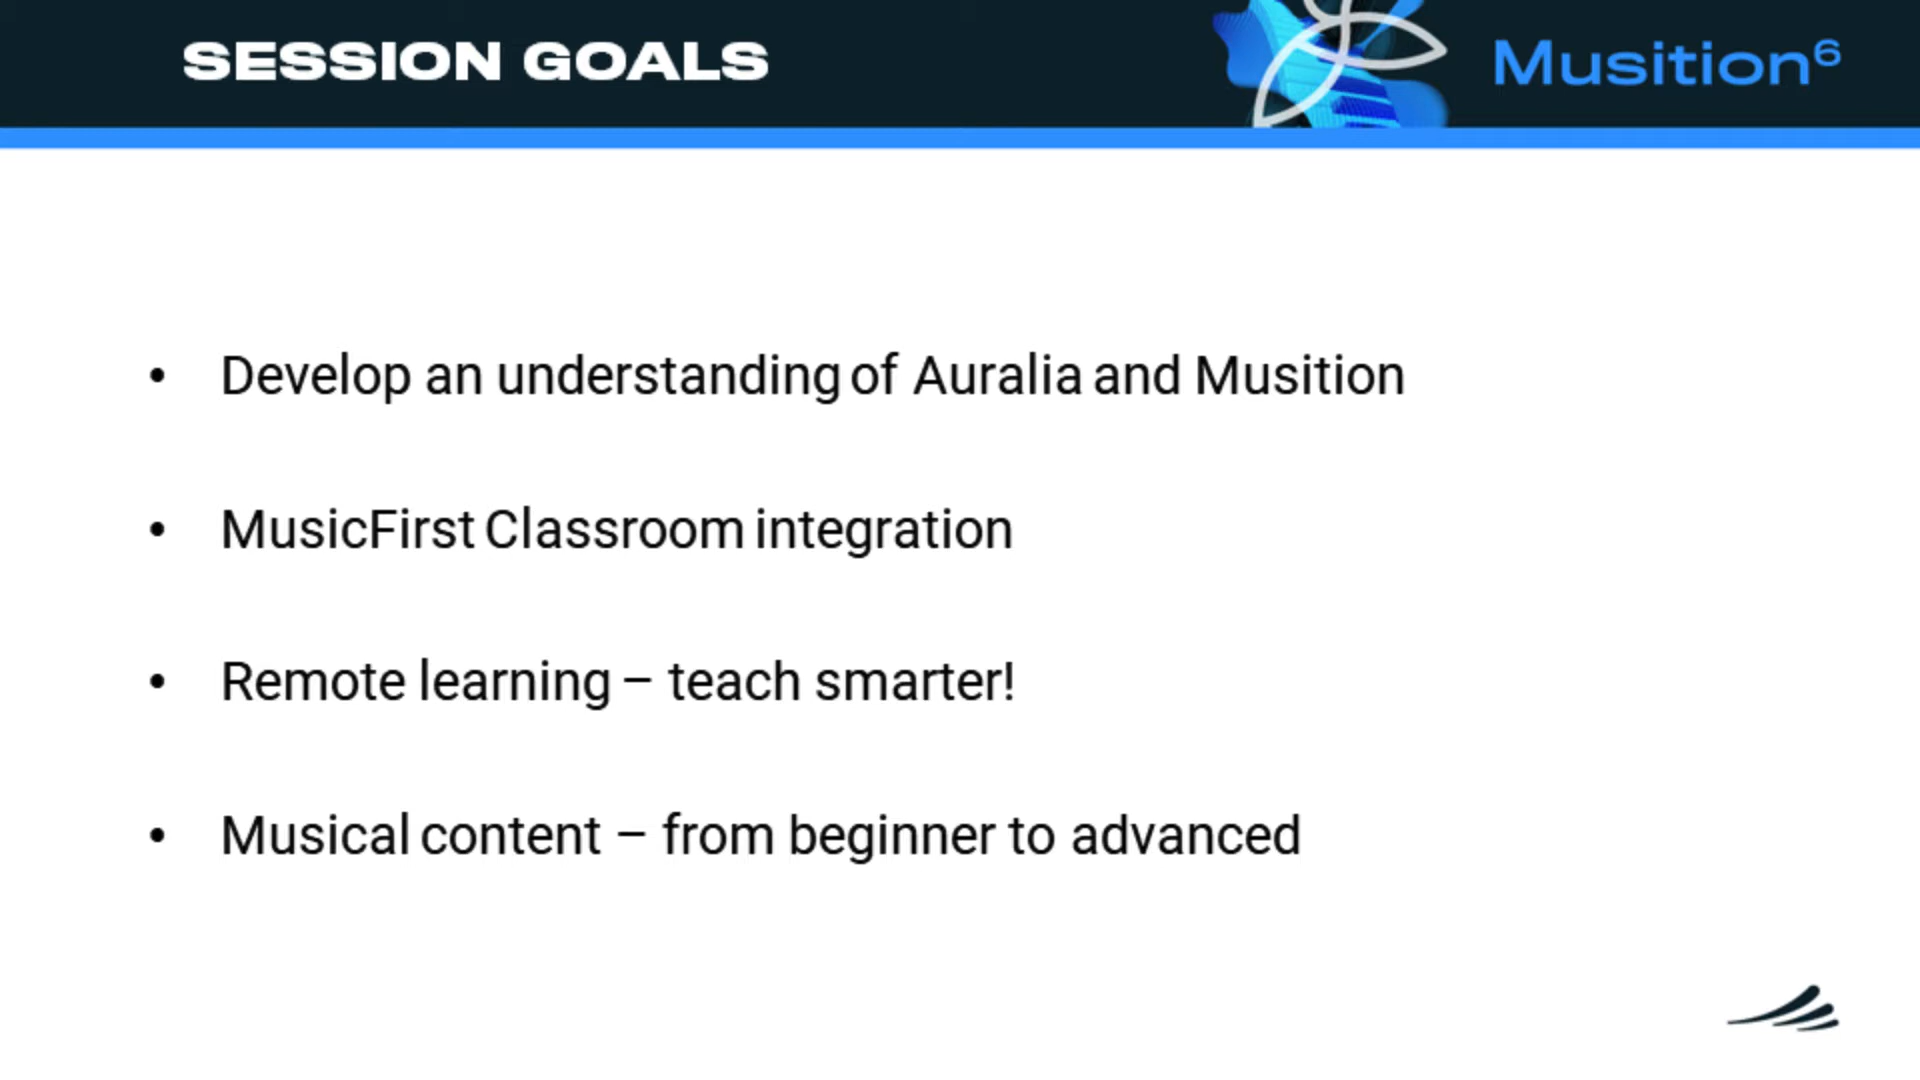 SESSION GOALS
Musition⁶
• Develop an understanding of Auralia and Musition
• MusicFirst Classroom integration
• Remote learning – teach smarter!
• Musical content – from beginner to advanced